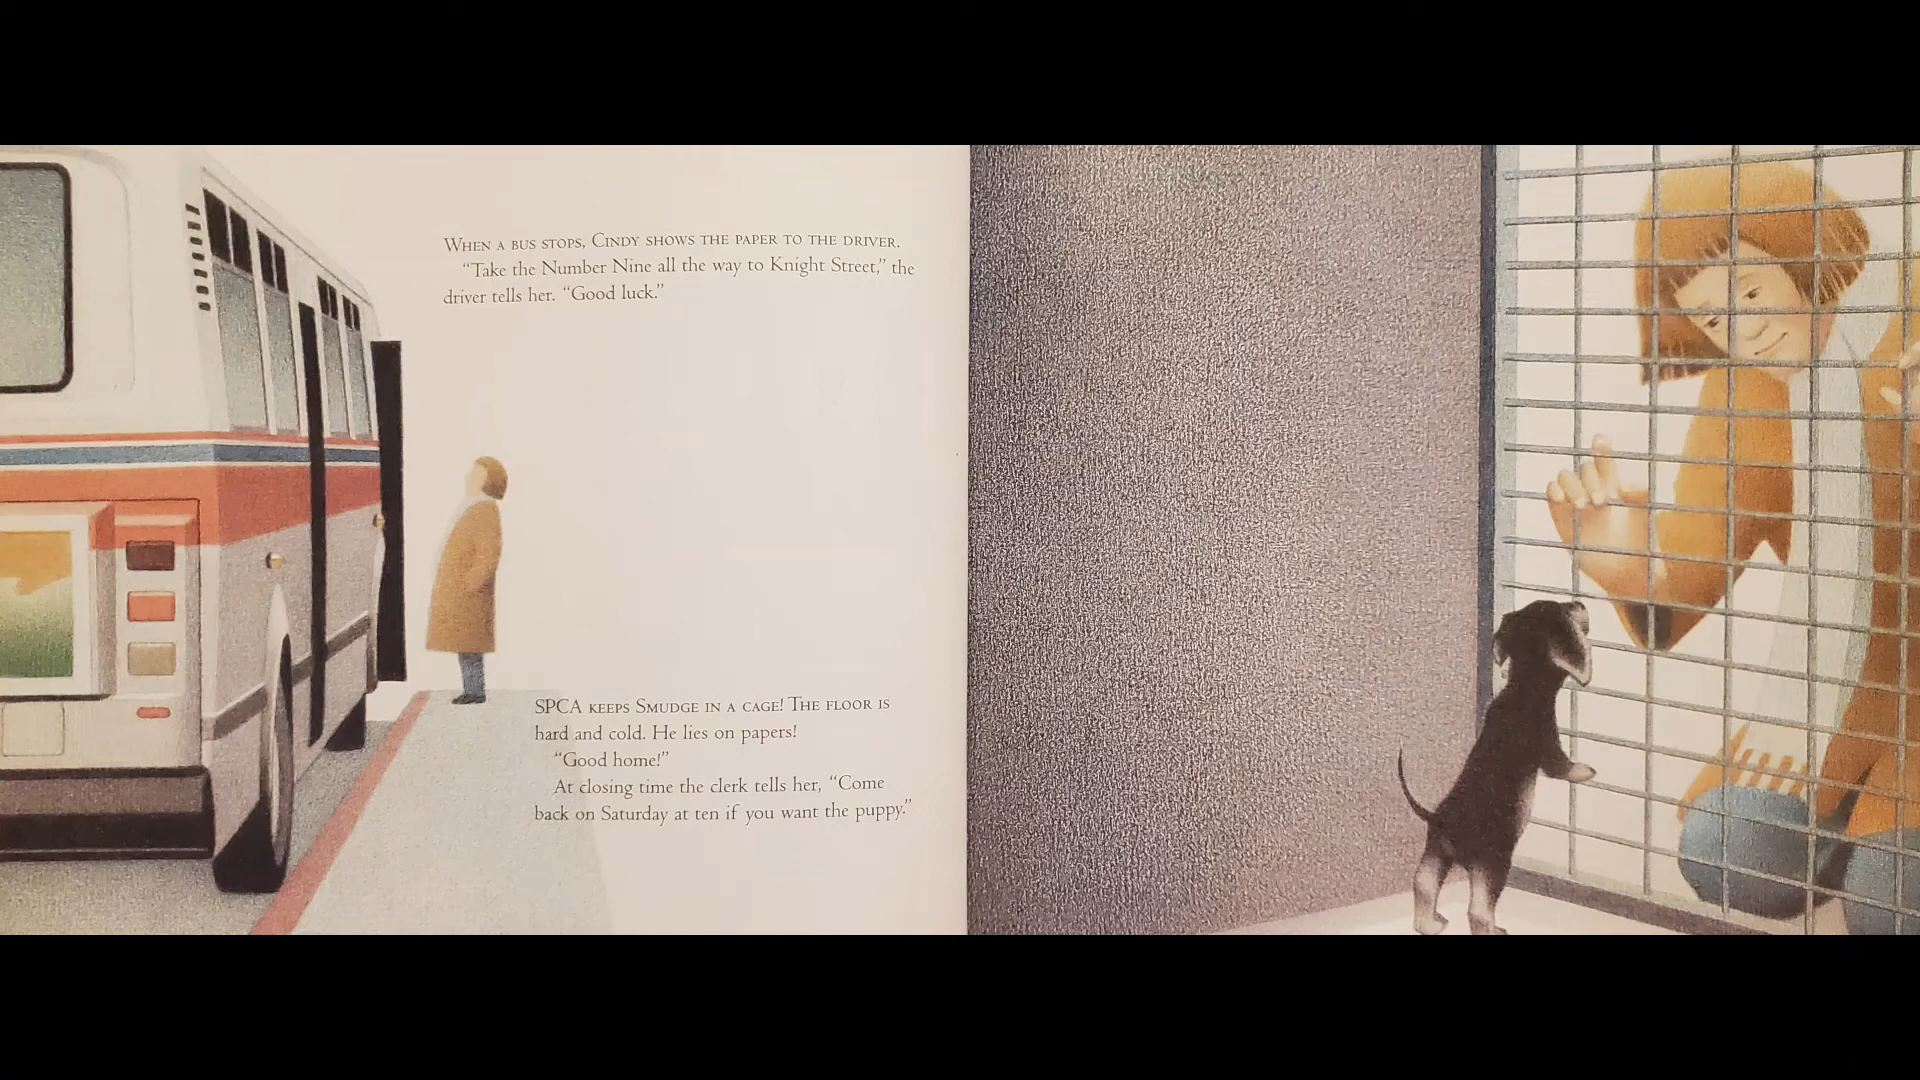 WHEN A BUS STOPS, CINDY SHOWS THE PAPER TO THE DRIVER.
“Take the Number Nine all the way to Knight Street,” the
driver tells her. “Good luck.”
SPCA KEEPS SMUDGE IN A CAGE! THE FLOOR IS
hard and cold. He lies on papers!
“Good home!”
At closing time the clerk tells her, “Come
back on Saturday at ten if you want the puppy.”